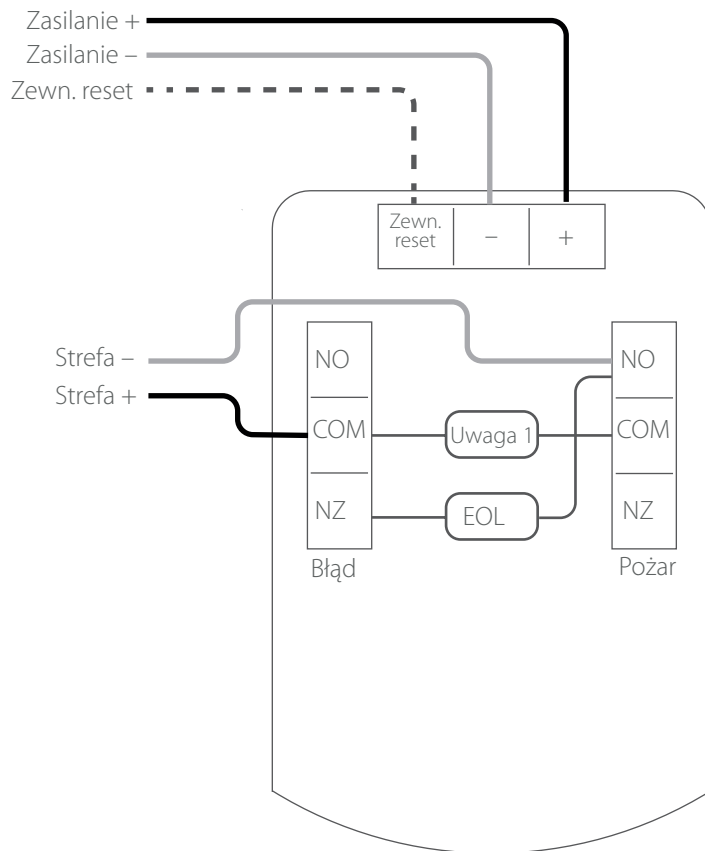 Zasilanie +
Zasilanie –
Zewn. reset
Zewn.
reset
–
+
Strefa –
Strefa +
NO
COM
NZ
Błąd
Uwaga 1
EOL
NO
COM
NZ
Pożar